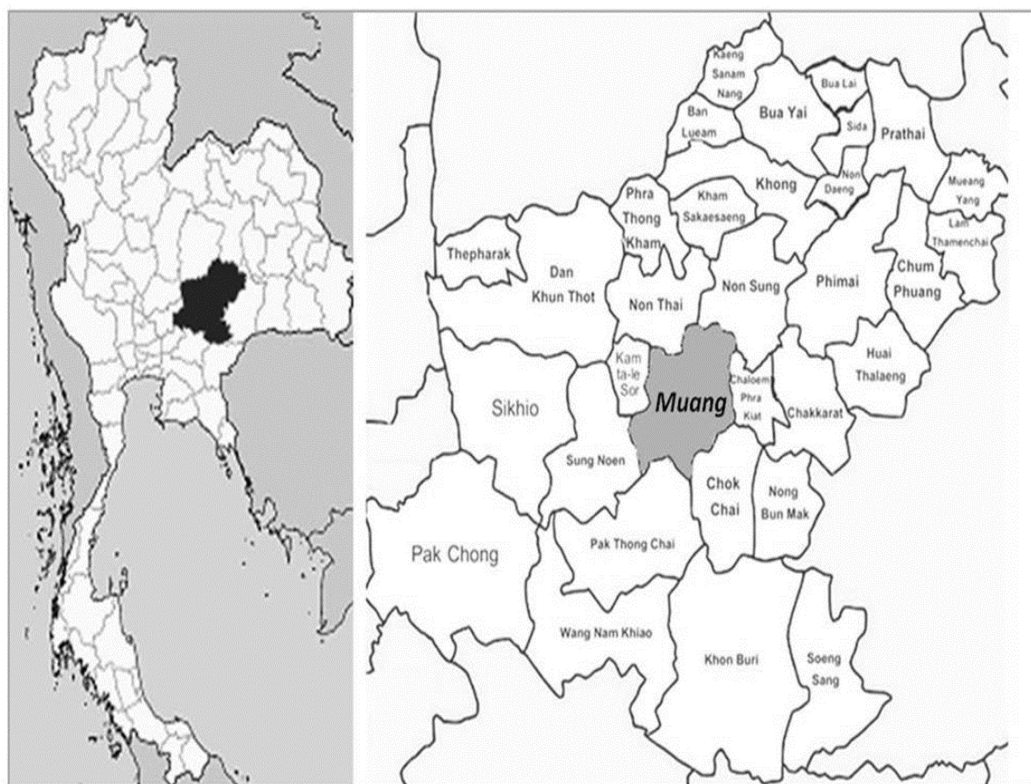 Kaeng
Sanam
Nang
Bua Lai
Ban
Lueam
Bua Yai
Sida
Prathai
Non
Daeng
Mueang
Yang
Phra
Thong
Kham
Kham
Sakaesaeng
Khong
Lam
Thamenchai
Thepharak
Dan
Khun Thot
Non Thai
Non Sung
Phimai
Chum
Phuang
Kam
ta-le
Sor
Muang
Chaloem
Phra
Kiat
Chakkarat
Huai
Thalaeng
Sikhio
Sung Noen
Chok
Chai
Nong
Bun Mak
Pak Chong
Pak Thong Chai
Wang Nam Khiao
Khon Buri
Soeng
Sang